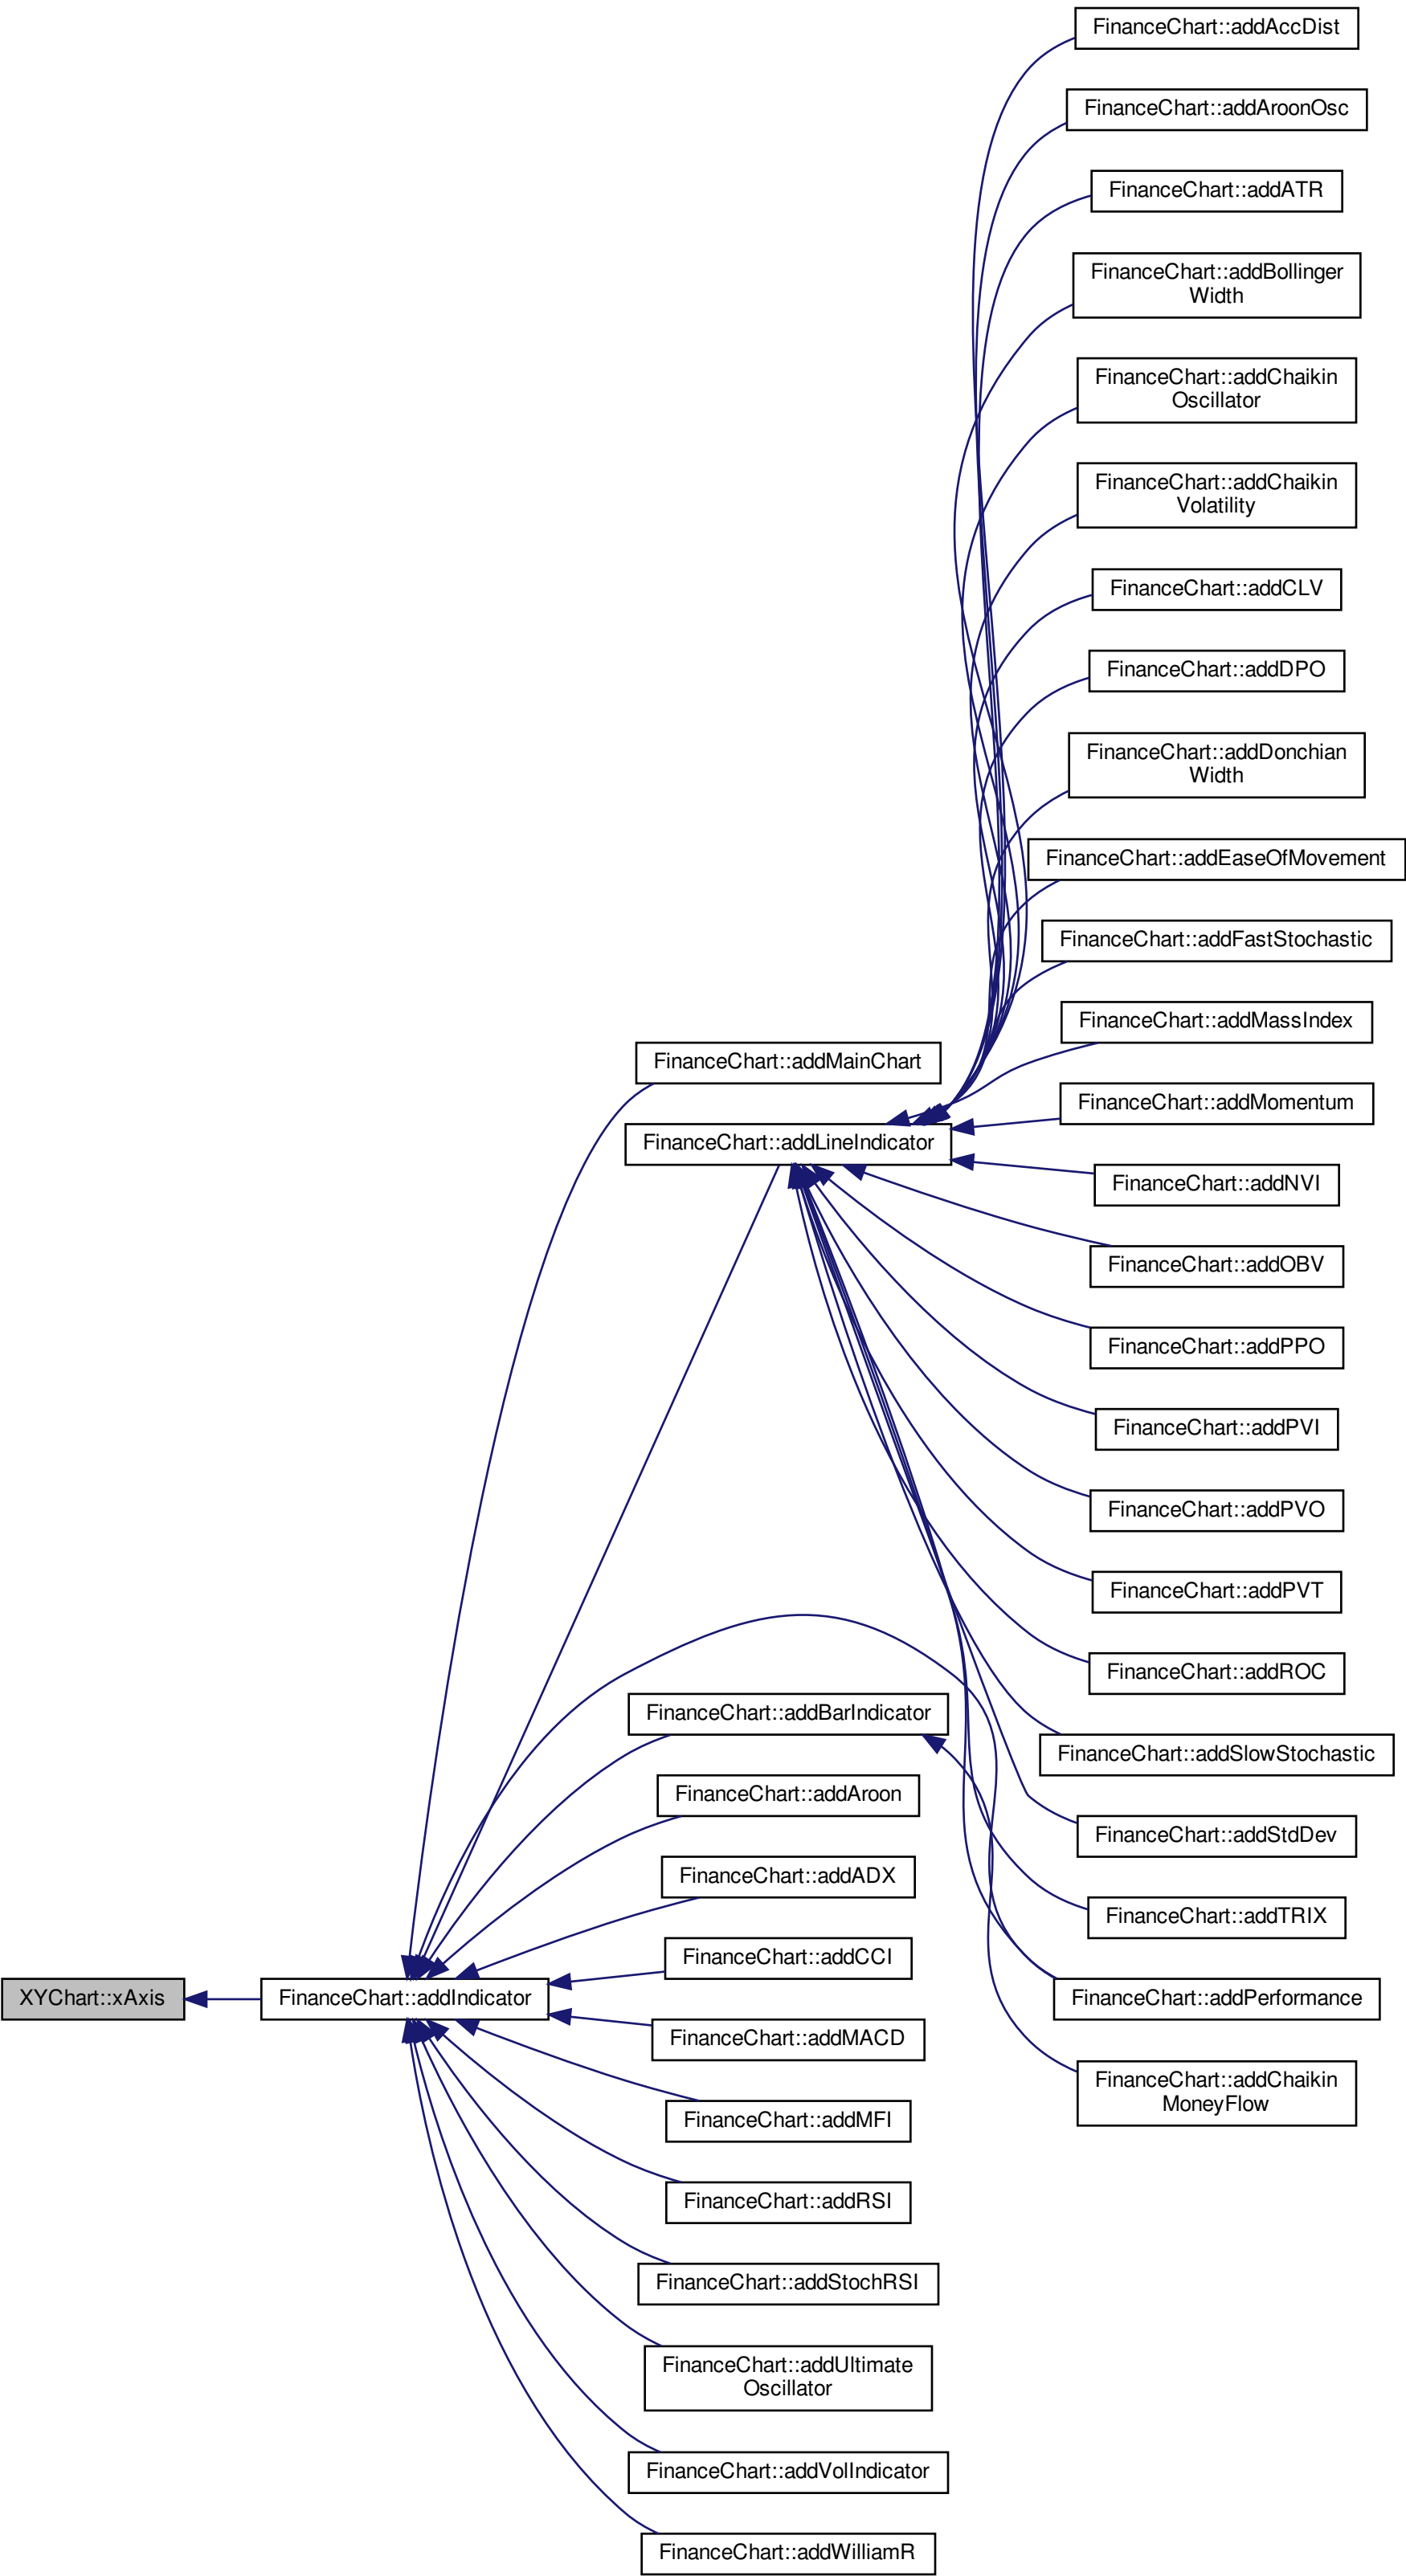 FinanceChart::addAccDist
FinanceChart::addAroonOsc
FinanceChart::addATR
FinanceChart::addBollinger
Width
FinanceChart::addChaikin
Oscillator
FinanceChart::addChaikin
Volatility
FinanceChart::addCLV
FinanceChart::addDPO
FinanceChart::addDonchian
Width
FinanceChart::addEaseOfMovement
FinanceChart::addFastStochastic
FinanceChart::addMassIndex
FinanceChart::addMainChart
FinanceChart::addMomentum
FinanceChart::addLineIndicator
FinanceChart::addNVI
FinanceChart::addOBV
FinanceChart::addPPO
FinanceChart::addPVI
FinanceChart::addPVO
FinanceChart::addPVT
FinanceChart::addROC
FinanceChart::addBarIndicator
FinanceChart::addSlowStochastic
FinanceChart::addAroon
FinanceChart::addStdDev
FinanceChart::addADX
FinanceChart::addTRIX
FinanceChart::addCCI
XYChart::xAxis
FinanceChart::addIndicator
FinanceChart::addPerformance
FinanceChart::addMACD
FinanceChart::addChaikin
MoneyFlow
FinanceChart::addMFI
FinanceChart::addRSI
FinanceChart::addStochRSI
FinanceChart::addUltimate
Oscillator
FinanceChart::addVolIndicator
FinanceChart::addWilliamR